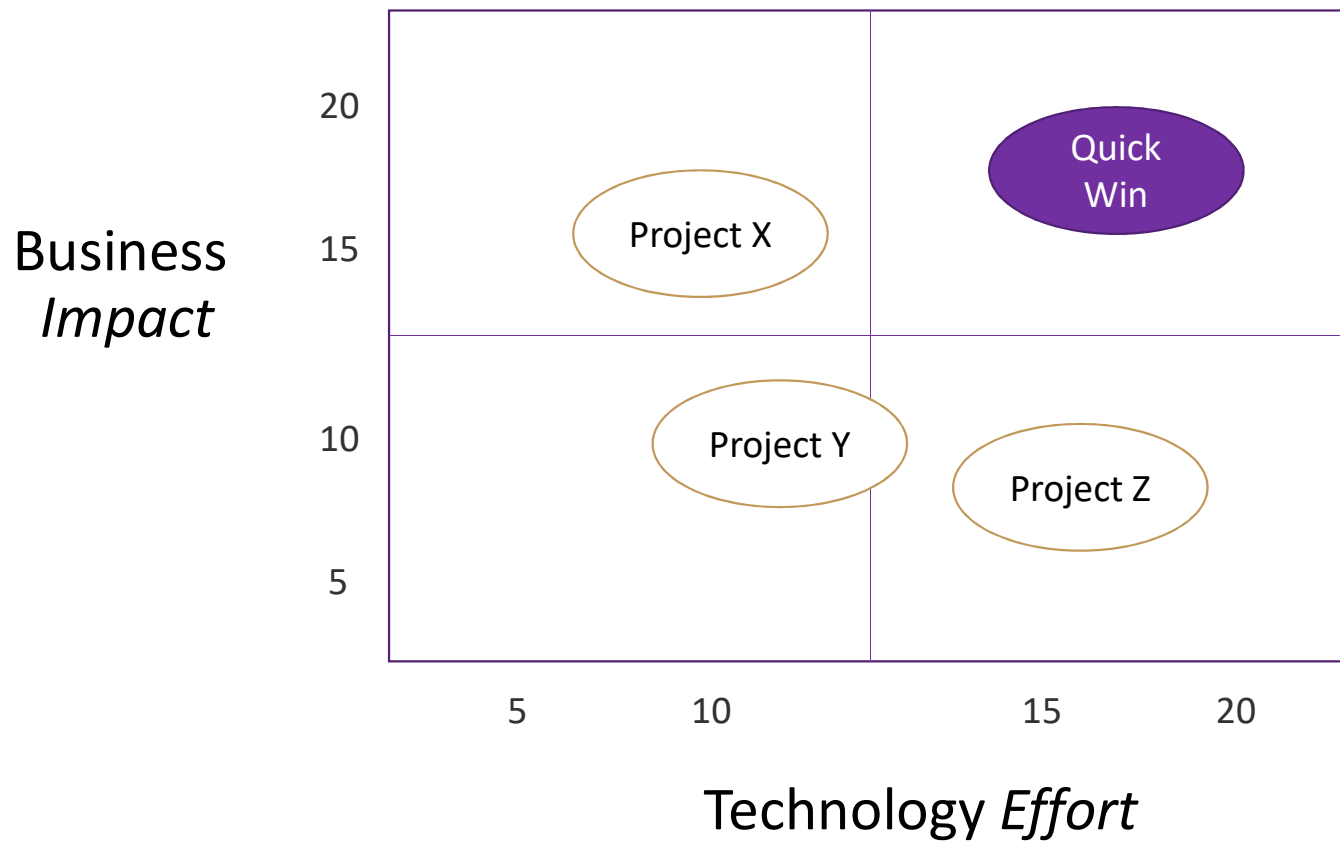 20
Quick
Win
Project X
Business
Impact
15
10
Project Y
Project Z
5
5
10
15
20
Technology Effort